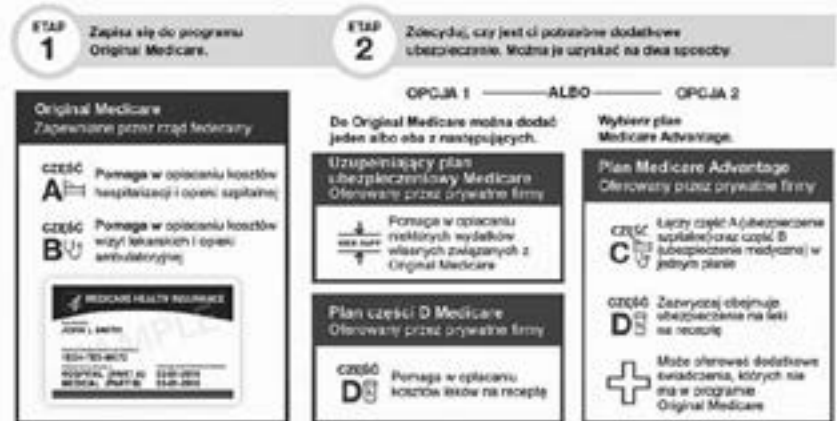 ETAP
1
Zapisz się do programu
Original Medicare.
ETAP
2
Zdecyduj, czy jest ci potrzebne dodatkowe
ubezpieczenie. Można je uzyskać na dwa sposoby.
Original Medicare
Zapewniane przez rząd federalny
CZĘŚĆ
A
Pomaga w opłacaniu kosztów
hospitalizacji i opieki szpitalnej
CZĘŚĆ
B
Pomaga w opłacaniu kosztów
wizyt lekarskich i opieki
ambulatoryjnej
MEDICARE HEALTH INSURANCE
JOHN L SMITH
HOSPITAL (PART A)
MEDICAL (PART B)
OPCJA 1
ALBO
OPCJA 2
Do Original Medicare można dodać
jeden albo oba z następujących.
Uzupełniający plan
ubezpieczeniowy Medicare
Oferowany przez prywatne firmy
Pomaga w opłacaniu
niektórych wydatków
własnych związanych z
Original Medicare
Plan części D Medicare
Oferowany przez prywatne firmy
CZĘŚĆ
D
Pomaga w opłacaniu
kosztów leków na receptę
Wybierz plan
Medicare Advantage.
Plan Medicare Advantage
Oferowany przez prywatne firmy
CZĘŚĆ
C
Łączy część A (ubezpieczenie
szpitalne) oraz część B
(ubezpieczenie medyczne) w
jednym planie
CZĘŚĆ
D
Zazwyczaj obejmuje
ubezpieczenie na leki
na receptę
Może oferować dodatkowe
świadczenia, których nie
ma w programie
Original Medicare